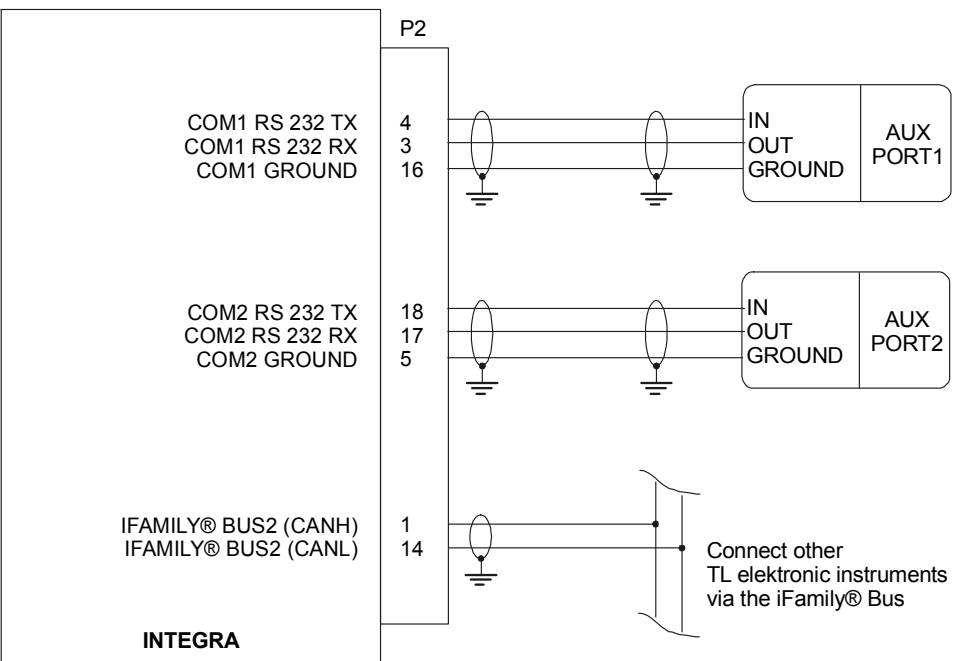 P2
COM1 RS 232 TX 4 IN
COM1 RS 232 RX 3 OUT
COM1 GROUND 16 GROUND
AUX
PORT1
COM2 RS 232 TX 18 IN
COM2 RS 232 RX 17 OUT
COM2 GROUND 5 GROUND
AUX
PORT2
IFAMILY® BUS2 (CANH) 1
IFAMILY® BUS2 (CANL) 14
Connect other
TL elektronic instruments
via the iFamily® Bus
INTEGRA